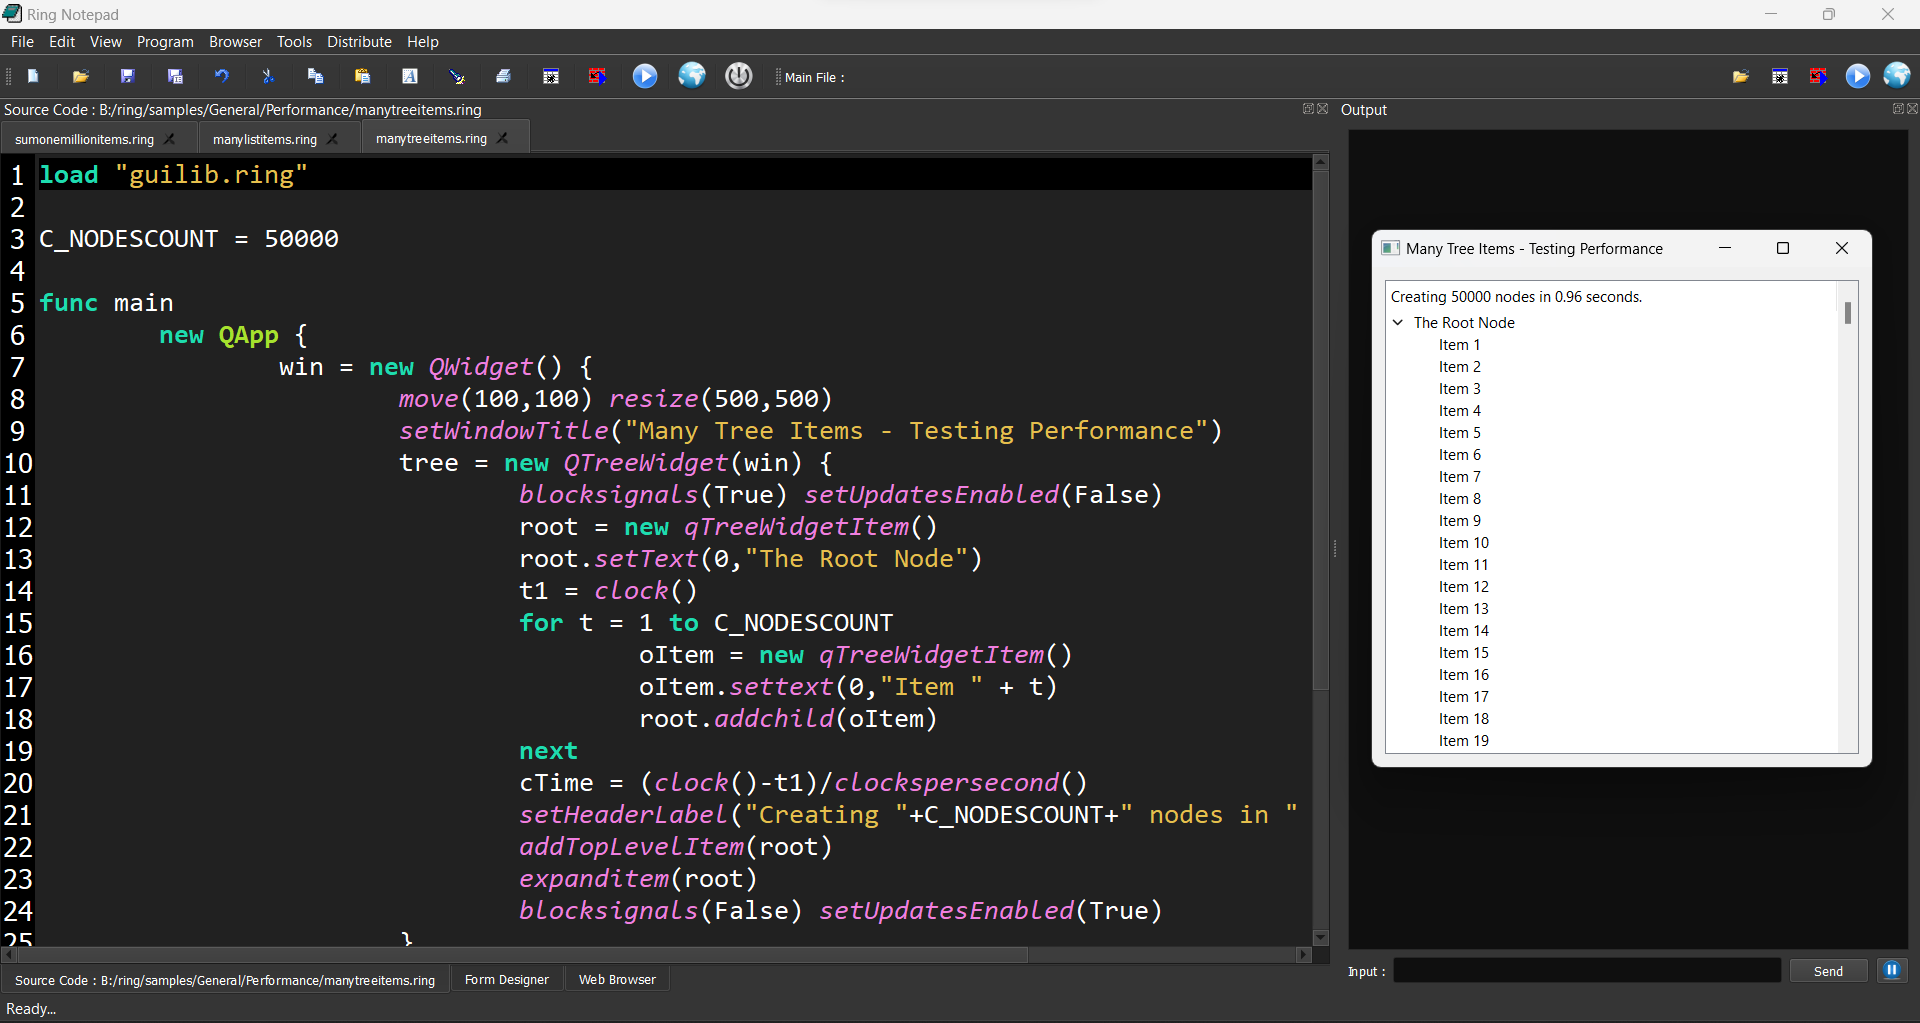 Ring Notepad
File Edit View Program Browser Tools Distribute Help
Main File :
Source Code : B:/ring/samples/General/Performance/manytreeitems.ring
sumonemillionitems.ring manylistitems.ring manytreeitems.ring
1 load "guilib.ring"
2
3 C_NODESCOUNT = 50000
4
5 func main
6 new QApp {
7 win = new QWidget() {
8 move(100,100) resize(500,500)
9 setWindowTitle("Many Tree Items - Testing Performance")
10 tree = new QTreeWidget(win) {
11 blocksignals(True) setUpdatesEnabled(False)
12 root = new qTreeWidgetItem()
13 root.setText(0,"The Root Node")
14 t1 = clock()
15 for t = 1 to C_NODESCOUNT
16 oItem = new qTreeWidgetItem()
17 oItem.settext(0,"Item " + t)
18 root.addchild(oItem)
19 next
20 cTime = (clock()-t1)/clockspersecond()
21 setHeaderLabel("Creating "+C_NODESCOUNT+" nodes in "
22 addTopLevelItem(root)
23 expanditem(root)
24 blocksignals(False) setUpdatesEnabled(True)
25 }
Source Code : B:/ring/samples/General/Performance/manytreeitems.ring Form Designer Web Browser
Ready...
Output
Many Tree Items - Testing Performance
Creating 50000 nodes in 0.96 seconds.
The Root Node
Item 1
Item 2
Item 3
Item 4
Item 5
Item 6
Item 7
Item 8
Item 9
Item 10
Item 11
Item 12
Item 13
Item 14
Item 15
Item 16
Item 17
Item 18
Item 19
Input : Send